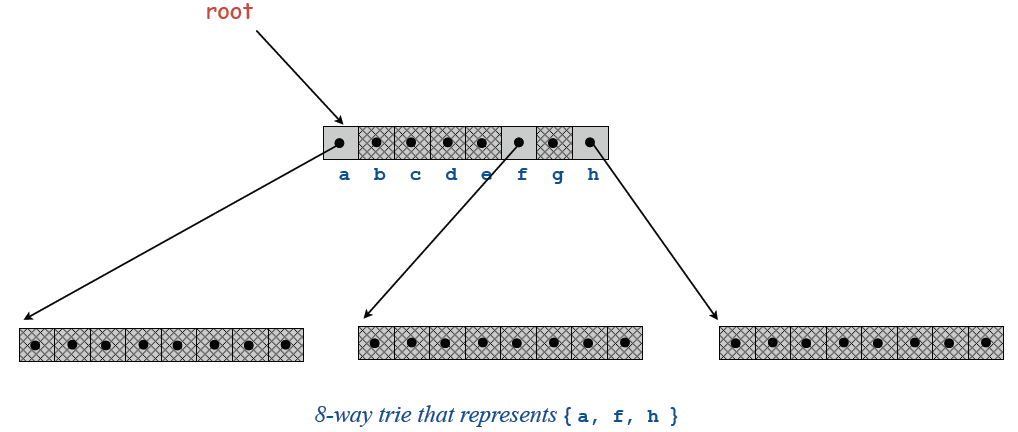 root
a b c d e f g h
8-way trie that represents { a, f, h }